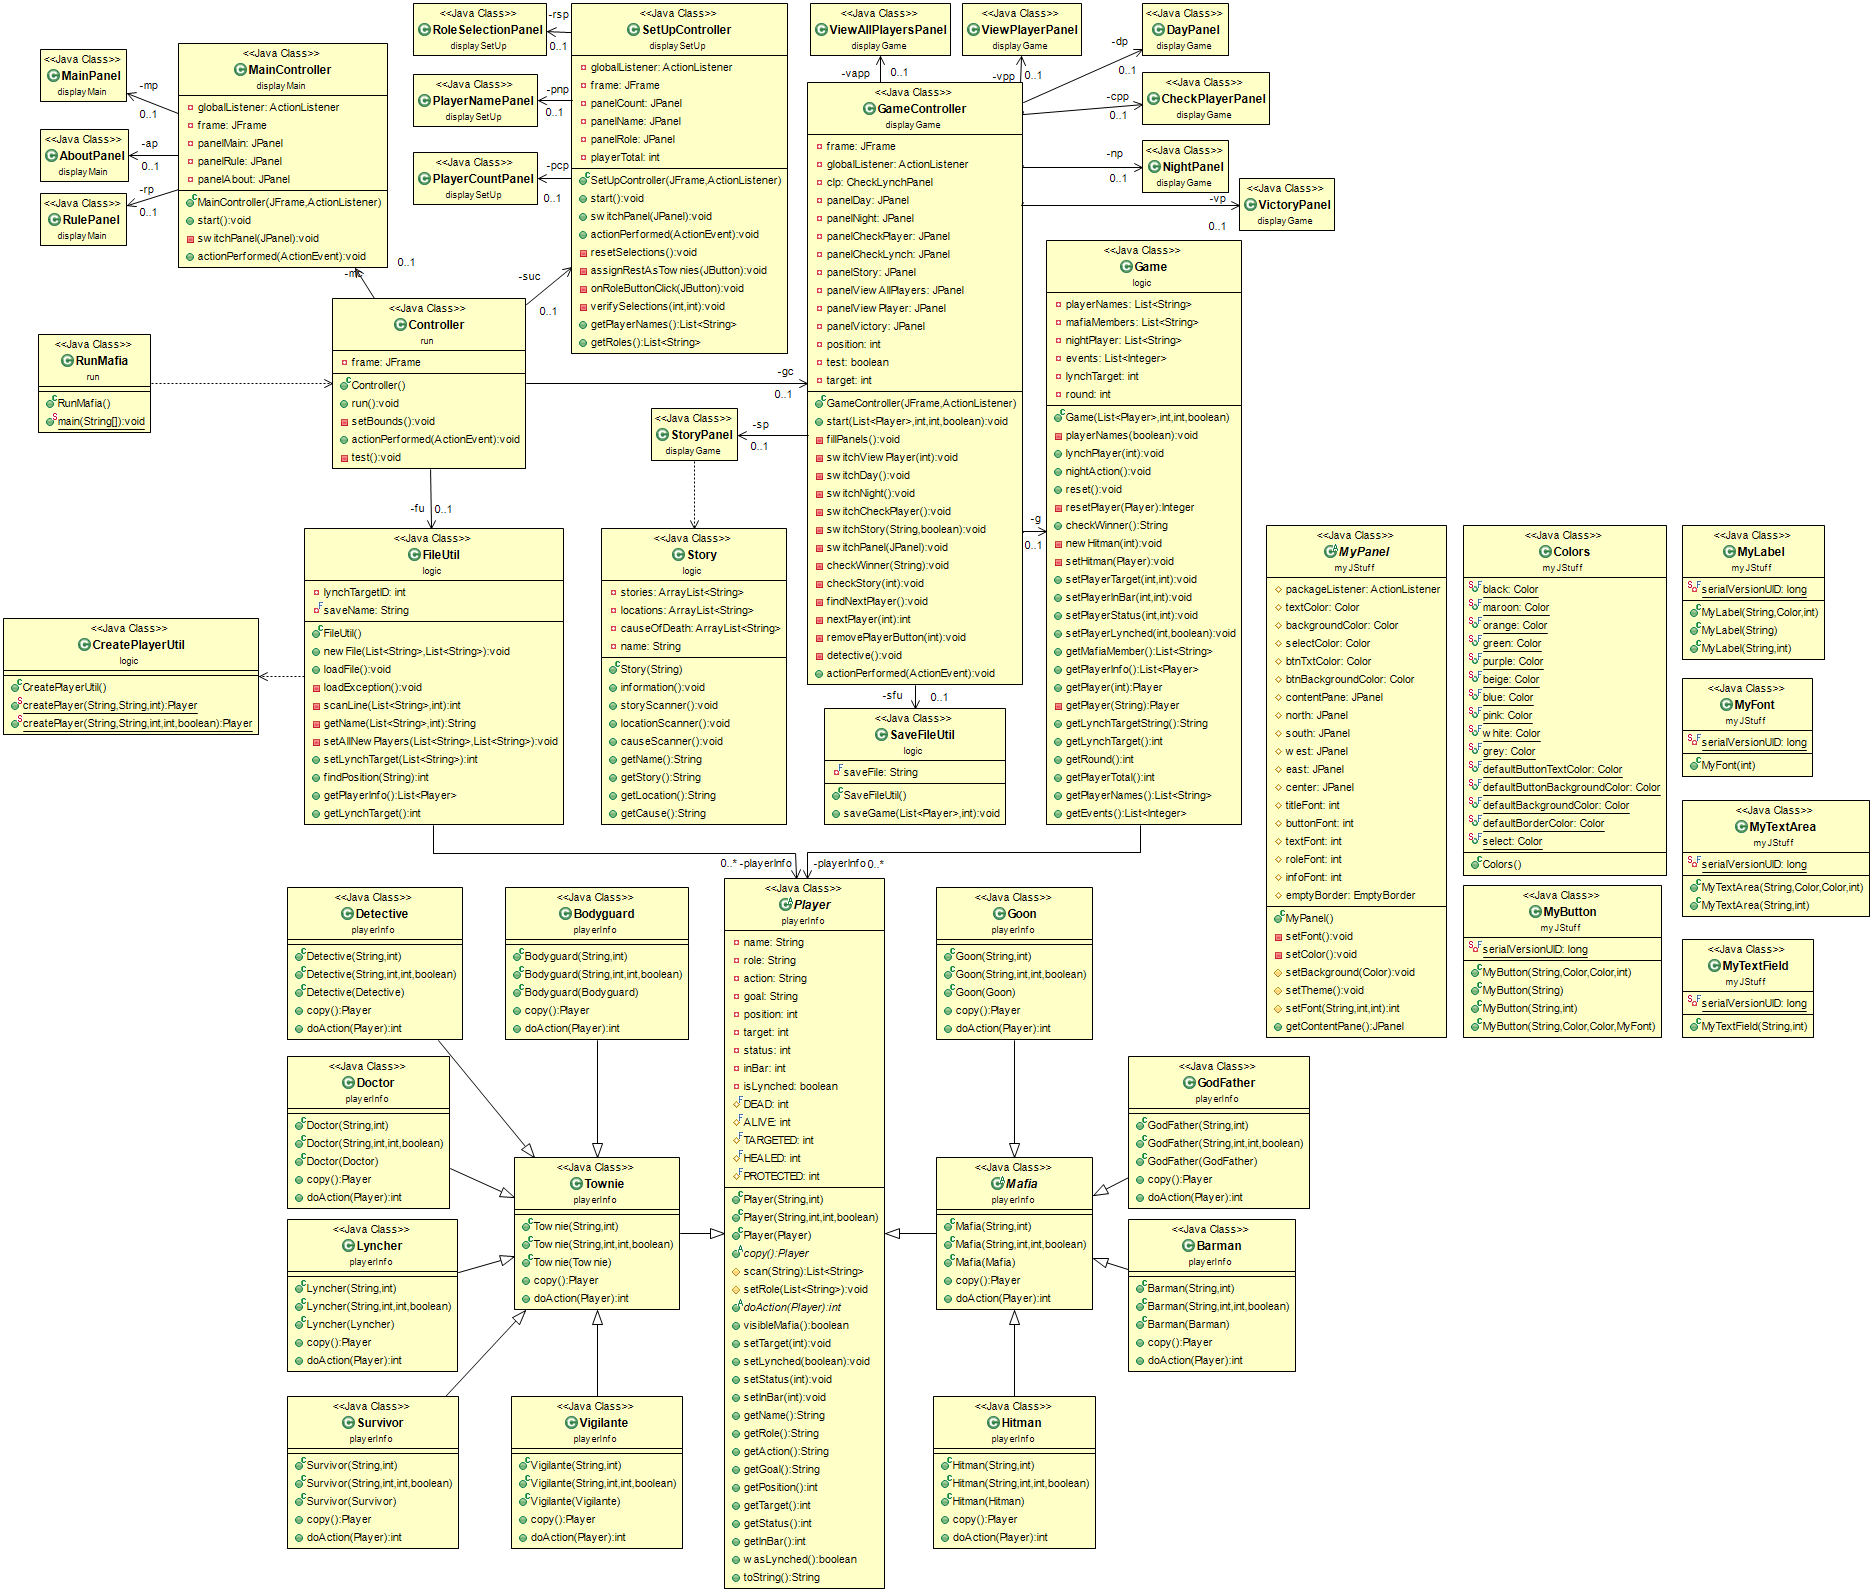 <<Java Class>>
MainPanel
display Main
-mp
0..1
<<Java Class>>
AboutPanel
display Main
-ap
0..1
<<Java Class>>
RulePanel
display Main
-rp
0..1
<<Java Class>>
MainController
display Main
globalListener: ActionListener
frame: JFrame
panelMain: JPanel
panelRule: JPanel
panelAbout: JPanel
MainController(JFrame,ActionListener)
start():void
switchPanel(JPanel):void
actionPerformed(ActionEvent):void
-mc
0..1
<<Java Class>>
RoleSelectionPanel
display SetUp
-rsp
0..1
<<Java Class>>
PlayerNamePanel
display SetUp
-pnp
0..1
<<Java Class>>
PlayerCountPanel
display SetUp
-pcp
0..1
<<Java Class>>
SetUpController
display SetUp
globalListener: ActionListener
frame: JFrame
panelCount: JPanel
panelName: JPanel
panelRole: JPanel
playerTotal: int
SetUpController(JFrame,ActionListener)
start():void
switchPanel(JPanel):void
actionPerformed(ActionEvent):void
resetSelections():void
assignRestAsTownies(JButton):void
onRoleButtonClick(JButton):void
verifySelections(int,int):void
getPlayerNames():List<String>
getRoles():List<String>
-suc
0..1
<<Java Class>>
ViewAllPlayersPanel
display Game
-vapp
0..1
<<Java Class>>
ViewPlayerPanel
display Game
-vpp
0..1
<<Java Class>>
DayPanel
display Game
-dp
0..1
<<Java Class>>
CheckPlayerPanel
display Game
-cpp
0..1
<<Java Class>>
NightPanel
display Game
-np
0..1
<<Java Class>>
VictoryPanel
display Game
-vp
0..1
<<Java Class>>
GameController
display Game
frame: JFrame
globalListener: ActionListener
clp: CheckLynchPanel
panelDay: JPanel
panelNight: JPanel
panelCheckPlayer: JPanel
panelCheckLynch: JPanel
panelStory: JPanel
panelViewAllPlayers: JPanel
panelViewPlayer: JPanel
panelVictory: JPanel
position: int
test: boolean
target: int
GameController(JFrame,ActionListener)
start(List<Player>,int,int,boolean):void
fillPanels():void
switchViewPlayer(int):void
switchDay():void
switchNight():void
switchCheckPlayer():void
switchStory(String,boolean):void
switchPanel(JPanel):void
checkWinner(String):void
checkStory(int):void
findNextPlayer():void
nextPlayer(int):int
removePlayerButton(int):void
detective():void
actionPerformed(ActionEvent):void
<<Java Class>>
Game
logic
playerNames: List<String>
mafiaMembers: List<String>
nightPlayer: List<String>
events: List<Integer>
lynchTarget: int
round: int
Game(List<Player>,int,int,boolean)
playerNames(boolean):void
lynchPlayer(int):void
nightAction():void
reset():void
resetPlayer(Player):Integer
checkWinner():String
newHitman(int):void
setHitman(Player):void
setPlayerTarget(int,int):void
setPlayerInBar(int,int):void
setPlayerStatus(int,int):void
setPlayerLynched(int,boolean):void
getMafiaMember():List<String>
getPlayerInfo():List<Player>
getPlayer(int):Player
getPlayer(String):Player
getLynchTargetString():String
getLynchTarget():int
getRound():int
getPlayerTotal():int
getPlayerNames():List<String>
getEvents():List<Integer>
-g
0..1
<<Java Class>>
RunMafia
run
RunMafia()
main(String[]):void
<<Java Class>>
Controller
run
frame: JFrame
Controller()
run():void
setBounds():void
actionPerformed(ActionEvent):void
test():void
-gc
0..1
-fu
0..1
<<Java Class>>
StoryPanel
display Game
-sp
0..1
<<Java Class>>
CreatePlayerUtil
logic
CreatePlayerUtil()
createPlayer(String,String,int):Player
createPlayer(String,String,int,int,boolean):Player
<<Java Class>>
FileUtil
logic
lynchTargetID: int
saveName: String
FileUtil()
newFile(List<String>,List<String>):void
loadFile():void
loadException():void
scanLine(List<String>,int):int
getName(List<String>,int):String
setAllNewPlayers(List<String>,List<String>):void
setLynchTarget(List<String>):int
findPosition(String):int
getPlayerInfo():List<Player>
getLynchTarget():int
<<Java Class>>
Story
logic
stories: ArrayList<String>
locations: ArrayList<String>
causeOfDeath: ArrayList<String>
name: String
Story(String)
information():void
storyScanner():void
locationScanner():void
causeScanner():void
getName():String
getStory():String
getLocation():String
getCause():String
-sfu
0..1
<<Java Class>>
SaveFileUtil
logic
saveFile: String
SaveFileUtil()
saveGame(List<Player>,int):void
<<Java Class>>
MyPanel
my JStuff
packageListener: ActionListener
textColor: Color
backgroundColor: Color
selectColor: Color
btnTxtColor: Color
btnBackgroundColor: Color
contentPane: JPanel
north: JPanel
south: JPanel
west: JPanel
east: JPanel
center: JPanel
titleFont: int
buttonFont: int
textFont: int
roleFont: int
infoFont: int
emptyBorder: EmptyBorder
MyPanel()
setFont():void
setColor():void
setBackground(Color):void
setTheme():void
setFont(String,int,int):int
getContentPane():JPanel
<<Java Class>>
Colors
my JStuff
black: Color
maroon: Color
orange: Color
green: Color
purple: Color
beige: Color
blue: Color
pink: Color
white: Color
grey: Color
defaultButtonTextColor: Color
defaultButtonBackgroundColor: Color
defaultBackgroundColor: Color
defaultBorderColor: Color
select: Color
Colors()
<<Java Class>>
MyButton
my JStuff
serialVersionUID: long
MyButton(String,Color,Color,int)
MyButton(String)
MyButton(String,int)
MyButton(String,Color,Color,MyFont)
<<Java Class>>
MyLabel
my JStuff
serialVersionUID: long
MyLabel(String,Color,int)
MyLabel(String)
MyLabel(String,int)
<<Java Class>>
MyFont
my JStuff
serialVersionUID: long
MyFont(int)
<<Java Class>>
MyTextArea
my JStuff
serialVersionUID: long
MyTextArea(String,Color,Color,int)
MyTextArea(String,int)
<<Java Class>>
MyTextField
my JStuff
serialVersionUID: long
MyTextField(String,int)
0..* -playerInfo
-playerInfo 0..*
<<Java Class>>
Detective
playerInfo
Detective(String,int)
Detective(String,int,int,boolean)
Detective(Detective)
copy():Player
doAction(Player):int
<<Java Class>>
Bodyguard
playerInfo
Bodyguard(String,int)
Bodyguard(String,int,int,boolean)
Bodyguard(Bodyguard)
copy():Player
doAction(Player):int
<<Java Class>>
Player
playerInfo
name: String
role: String
action: String
goal: String
position: int
target: int
status: int
inBar: int
isLynched: boolean
DEAD: int
ALIVE: int
TARGETED: int
HEALED: int
PROTECTED: int
Player(String,int)
Player(String,int,int,boolean)
Player(Player)
copy():Player
scan(String):List<String>
setRole(List<String>):void
doAction(Player):int
visibleMafia():boolean
setTarget(int):void
setLynched(boolean):void
setStatus(int):void
setInBar(int):void
getName():String
getRole():String
getAction():String
getGoal():String
getPosition():int
getTarget():int
getStatus():int
getInBar():int
wasLynched():boolean
toString():String
<<Java Class>>
Goon
playerInfo
Goon(String,int)
Goon(String,int,int,boolean)
Goon(Goon)
copy():Player
doAction(Player):int
<<Java Class>>
Doctor
playerInfo
Doctor(String,int)
Doctor(String,int,int,boolean)
Doctor(Doctor)
copy():Player
doAction(Player):int
<<Java Class>>
Townie
playerInfo
Townie(String,int)
Townie(String,int,int,boolean)
Townie(Townie)
copy():Player
doAction(Player):int
<<Java Class>>
Mafia
playerInfo
Mafia(String,int)
Mafia(String,int,int,boolean)
Mafia(Mafia)
copy():Player
doAction(Player):int
<<Java Class>>
GodFather
playerInfo
GodFather(String,int)
GodFather(String,int,int,boolean)
GodFather(GodFather)
copy():Player
doAction(Player):int
<<Java Class>>
Lyncher
playerInfo
Lyncher(String,int)
Lyncher(String,int,int,boolean)
Lyncher(Lyncher)
copy():Player
doAction(Player):int
<<Java Class>>
Barman
playerInfo
Barman(String,int)
Barman(String,int,int,boolean)
Barman(Barman)
copy():Player
doAction(Player):int
<<Java Class>>
Survivor
playerInfo
Survivor(String,int)
Survivor(String,int,int,boolean)
Survivor(Survivor)
copy():Player
doAction(Player):int
<<Java Class>>
Vigilante
playerInfo
Vigilante(String,int)
Vigilante(String,int,int,boolean)
Vigilante(Vigilante)
copy():Player
doAction(Player):int
<<Java Class>>
Hitman
playerInfo
Hitman(String,int)
Hitman(String,int,int,boolean)
Hitman(Hitman)
copy():Player
doAction(Player):int